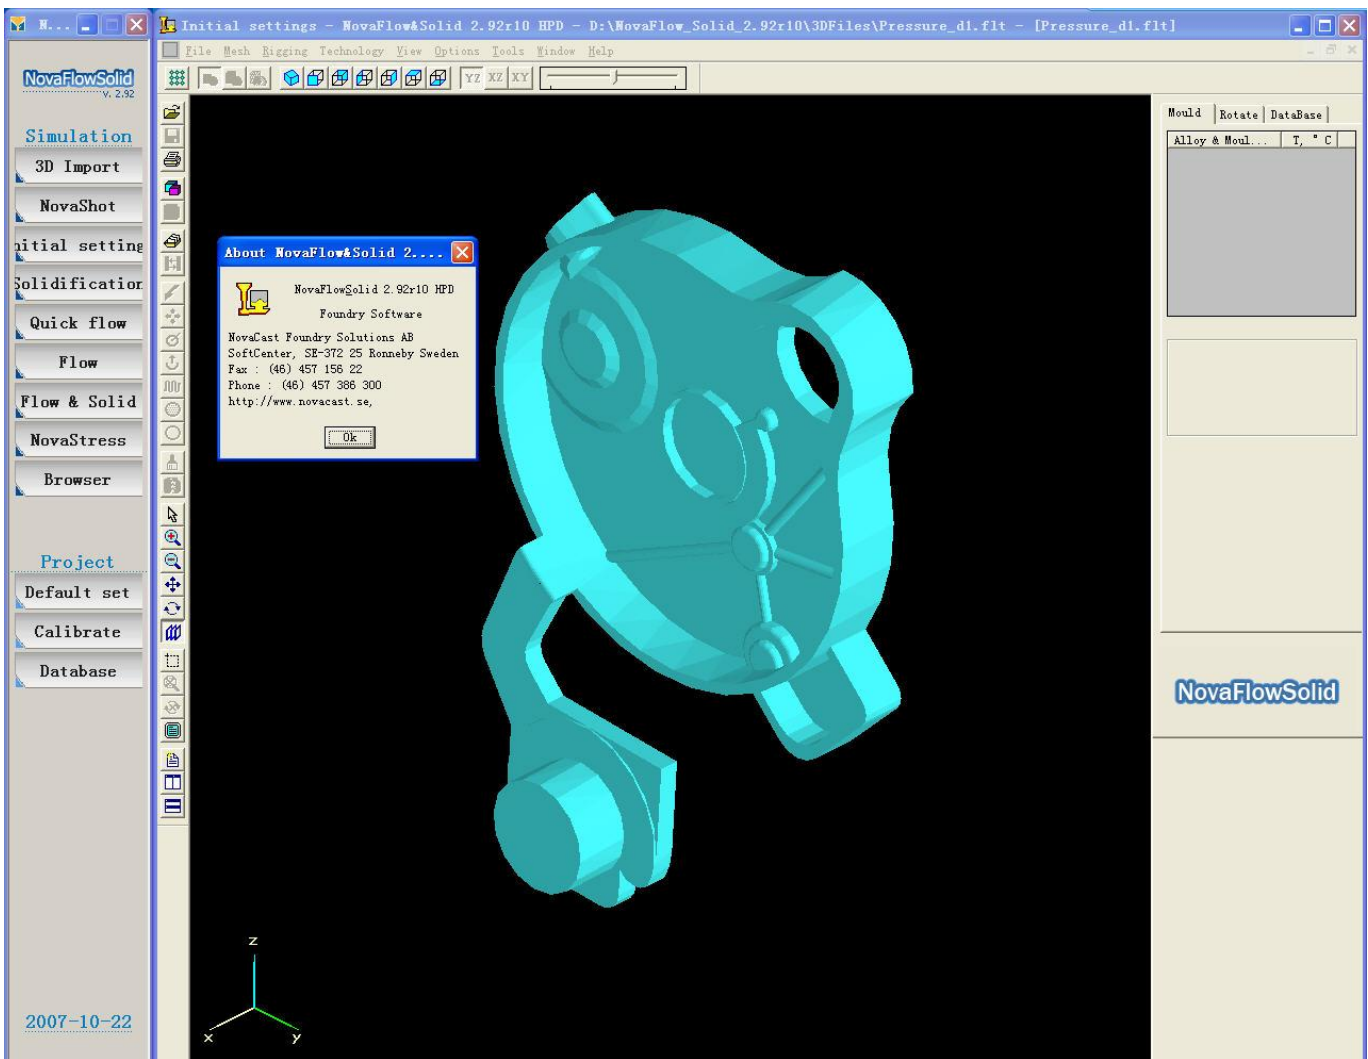 N...
Initial settings - NovaFlow&Solid 2.92r10 HPD - D:\NovaFlow_Solid_2.92r10\3DFiles\Pressure_d1.flt - [Pressure_d1.flt]
File Mesh Rigging Technology View Options Tools Window Help
YZ XZ XY
NovaFlowSolid
v. 2.92
Simulation
3D Import
NovaShot
nitial setting
Solidification
Quick flow
Flow
Flow & Solid
NovaStress
Browser
Project
Default set
Calibrate
Database
2007-10-22
About NovaFlow&Solid 2....
NovaFlowSolid 2.92r10 HPD
Foundry Software
NovaCast Foundry Solutions AB
SoftCenter, SE-372 25 Ronneby Sweden
Fax : (46) 457 156 22
Phone : (46) 457 386 300
http://www.novacast.se,
Ok
z
x
y
Mould Rotate DataBase
Alloy & Moul... T, ° C
NovaFlowSolid